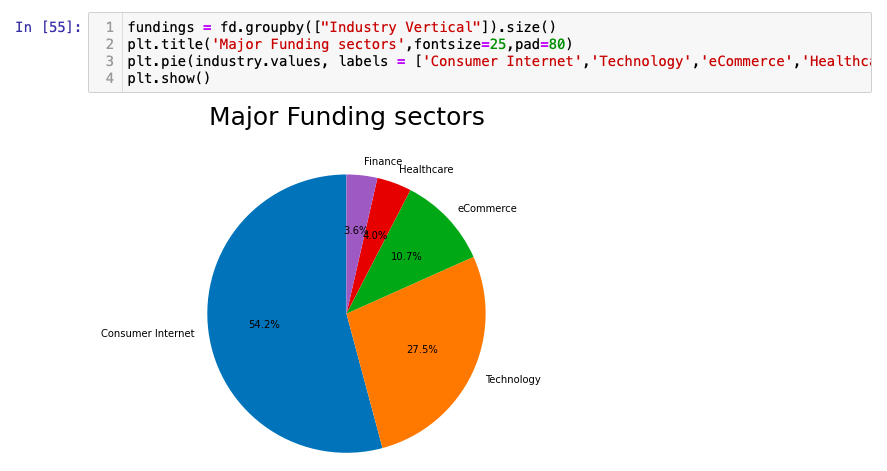 In [55]:
1 fundings = fd.groupby(["Industry Vertical"]).size()
2 plt.title('Major Funding sectors',fontsize=25,pad=80)
3 plt.pie(industry.values, labels = ['Consumer Internet','Technology','eCommerce','Healthca
4 plt.show()
Major Funding sectors
Finance
Healthcare
eCommerce
3.6%
4.0%
10.7%
54.2%
Consumer Internet
27.5%
Technology